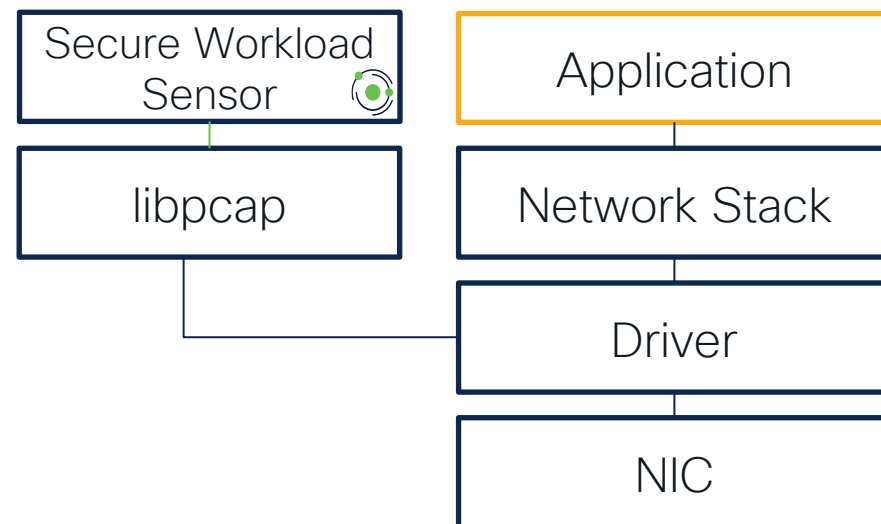 Secure Workload
Sensor
Application
libpcap
Network Stack
Driver
NIC